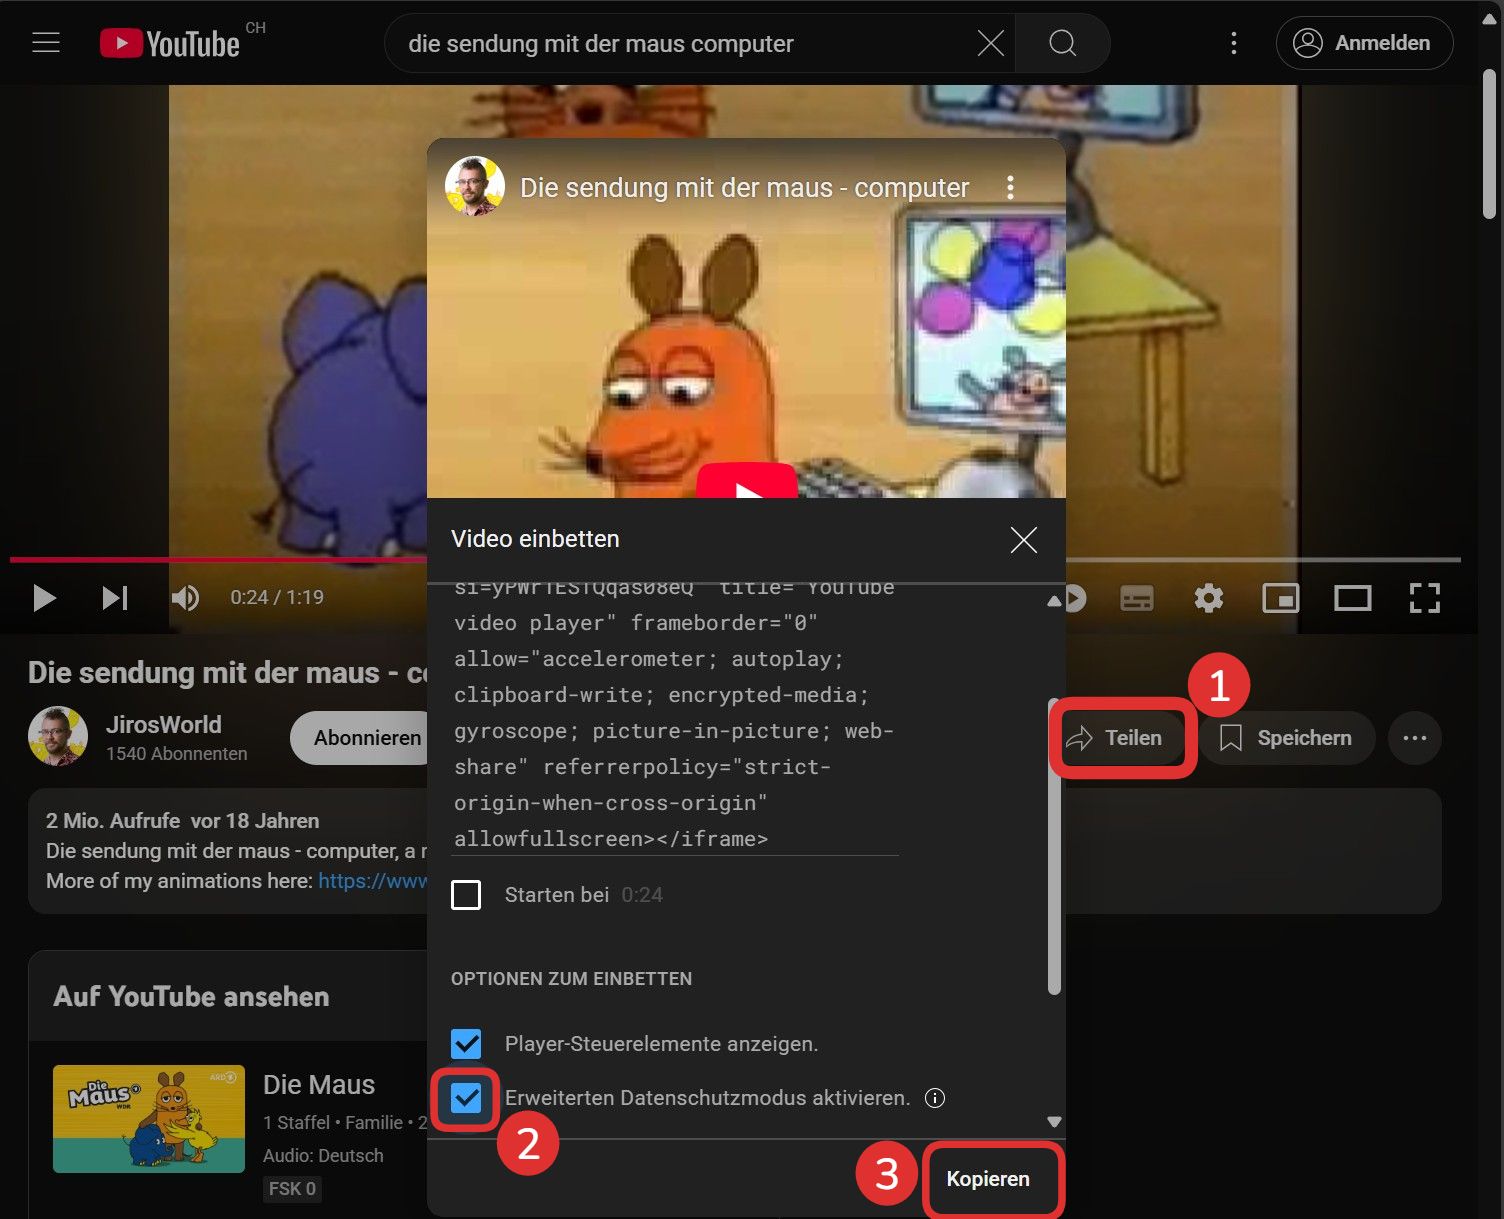 YouTube CH
die sendung mit der maus computer
Anmelden
Die sendung mit der maus - computer
Video einbetten
si=yPWrTESTQqas08eQ title="YouTube
video player" frameborder="0"
allow="accelerometer; autoplay;
clipboard-write; encrypted-media;
gyroscope; picture-in-picture; web-
share" referrerpolicy="strict-
origin-when-cross-origin"
allowfullscreen></iframe>
Starten bei 0:24
OPTIONEN ZUM EINBETTEN
Player-Steuerelemente anzeigen.
Erweiterten Datenschutzmodus aktivieren.
2
3
Kopieren
0:24 / 1:19
Die sendung mit der maus - co
JirosWorld
1540 Abonnenten
Abonnieren
1
Teilen
Speichern
2 Mio. Aufrufe vor 18 Jahren
Die sendung mit der maus - computer, a
More of my animations here: https://www
Auf YouTube ansehen
Die Maus WDR
ARD
Die Maus
1 Staffel • Familie • 2
Audio: Deutsch
FSK 0